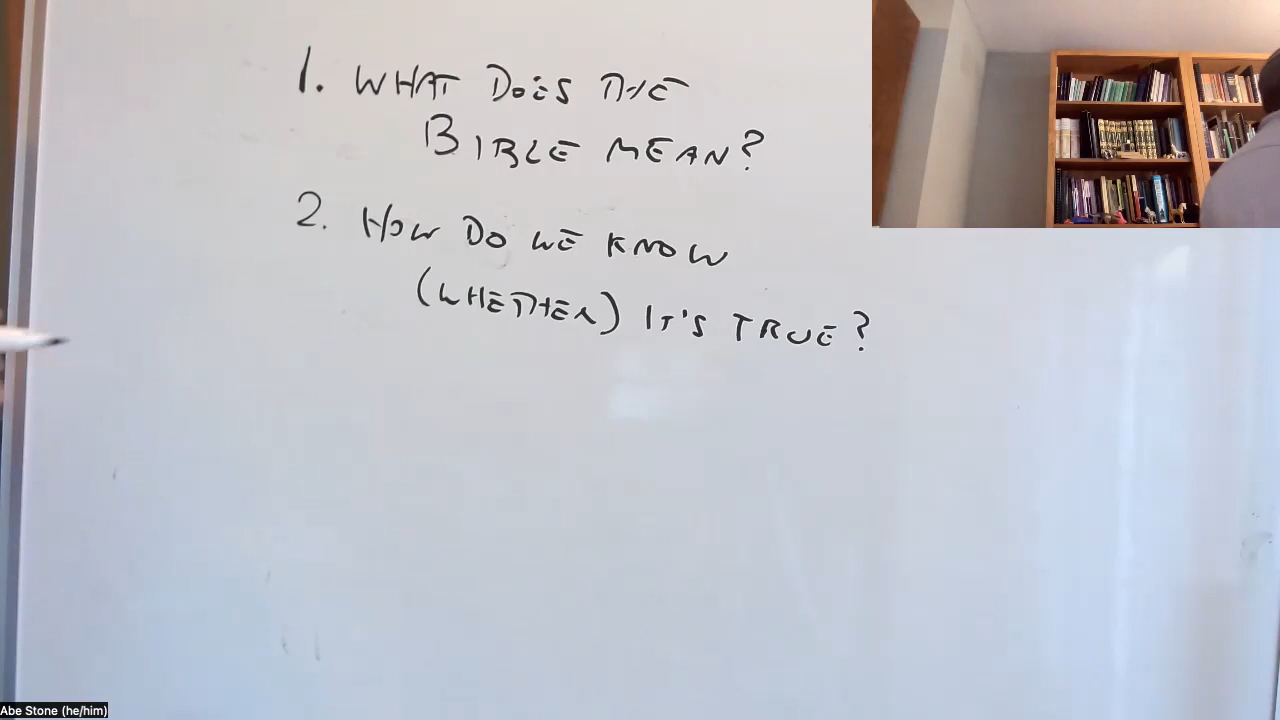 1. WHAT DOES THE
BIBLE MEAN?
2. HOW DO WE KNOW
(WHETHER) IT'S TRUE?
Abe Stone (he/him)